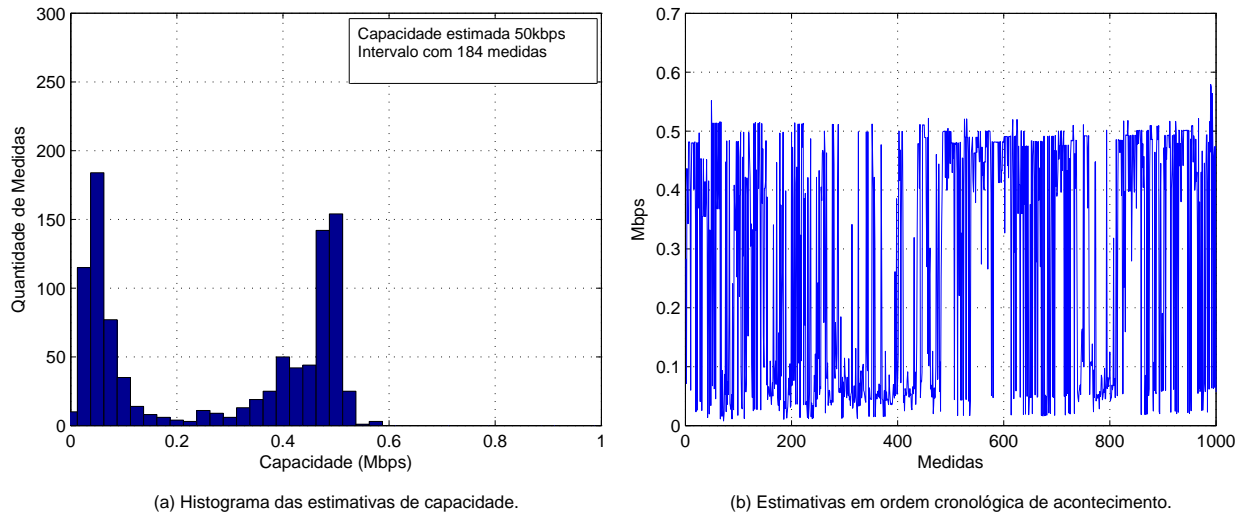 300
250
200
150
100
50
0
Quantidade de Medidas
Capacidade estimada 50kbps
Intervalo com 184 medidas
0 0.2 0.4 0.6 0.8 1
Capacidade (Mbps)
(a) Histograma das estimativas de capacidade.
0.7
0.6
0.5
0.4
0.3
0.2
0.1
0
Mbps
0 200 400 600 800 1000
Medidas
(b) Estimativas em ordem cronológica de acontecimento.